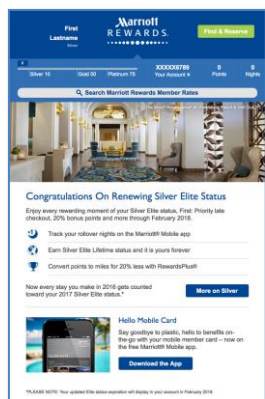 First
Lastname
Silver
Marriott
REWARDS.
Find & Reserve
Silver 10
Gold 50
Platinum 75
XXXXX6789
Your Account #
0
Points
0
Nights
Search Marriott Rewards Member Rates
Congratulations On Renewing Silver Elite Status
Enjoy every rewarding moment of your Silver Elite status, First: Priority late
checkout, 20% bonus points and more through February 2018.
Track your rollover nights on the Marriott® Mobile app
Earn Silver Elite Lifetime status and it is yours forever
Convert points to miles for 20% less with RewardsPlus®
Now every stay you make in 2016 gets counted
toward your 2017 Silver Elite status.*
More on Silver
Hello Mobile Card
Say goodbye to plastic, hello to benefits on-
the-go with your mobile member card – now on
the free Marriott® Mobile app.
Download the App
*PLEASE NOTE: Your updated Elite status expiration will display in your account in February 2016.